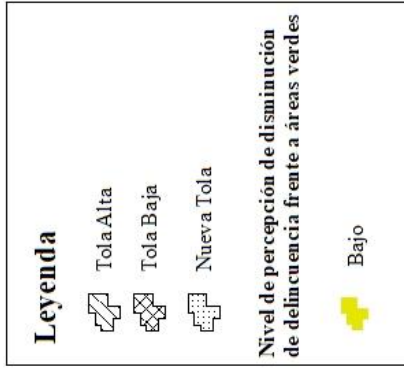 Leyenda
Tola Alta
Tola Baja
Nueva Tola
Nivel de percepción de disminución
de delincuencia frente a áreas verdes
Bajo